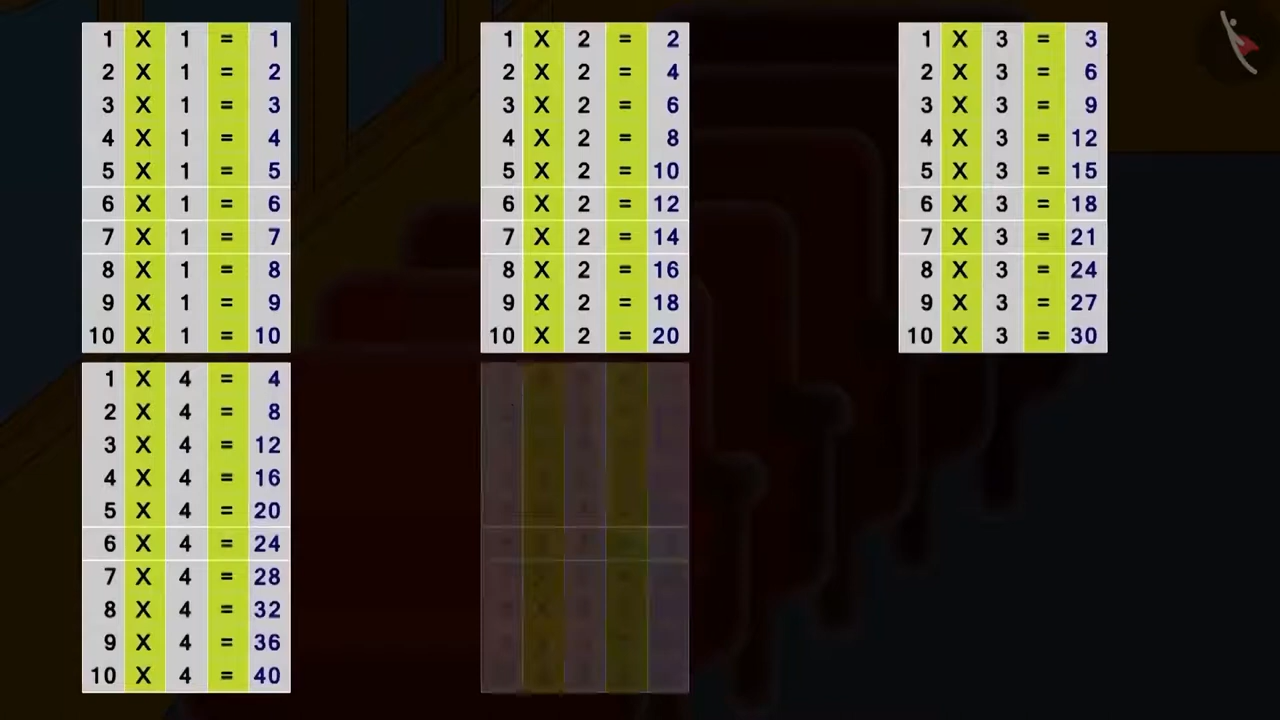 1 X 1 = 1
2 X 1 = 2
3 X 1 = 3
4 X 1 = 4
5 X 1 = 5
6 X 1 = 6
7 X 1 = 7
8 X 1 = 8
9 X 1 = 9
10 X 1 = 10
1 X 2 = 2
2 X 2 = 4
3 X 2 = 6
4 X 2 = 8
5 X 2 = 10
6 X 2 = 12
7 X 2 = 14
8 X 2 = 16
9 X 2 = 18
10 X 2 = 20
1 X 3 = 3
2 X 3 = 6
3 X 3 = 9
4 X 3 = 12
5 X 3 = 15
6 X 3 = 18
7 X 3 = 21
8 X 3 = 24
9 X 3 = 27
10 X 3 = 30
1 X 4 = 4
2 X 4 = 8
3 X 4 = 12
4 X 4 = 16
5 X 4 = 20
6 X 4 = 24
7 X 4 = 28
8 X 4 = 32
9 X 4 = 36
10 X 4 = 40